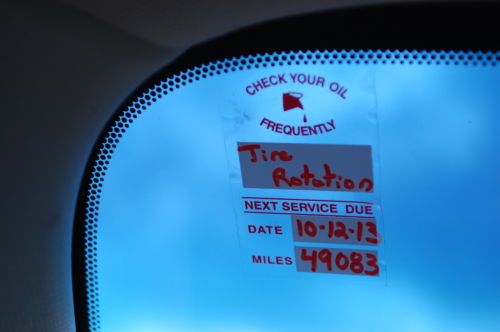 CHECK YOUR OIL
FREQUENTLY
Tire
Rotation
NEXT SERVICE DUE
DATE 10-12-13
MILES 49083